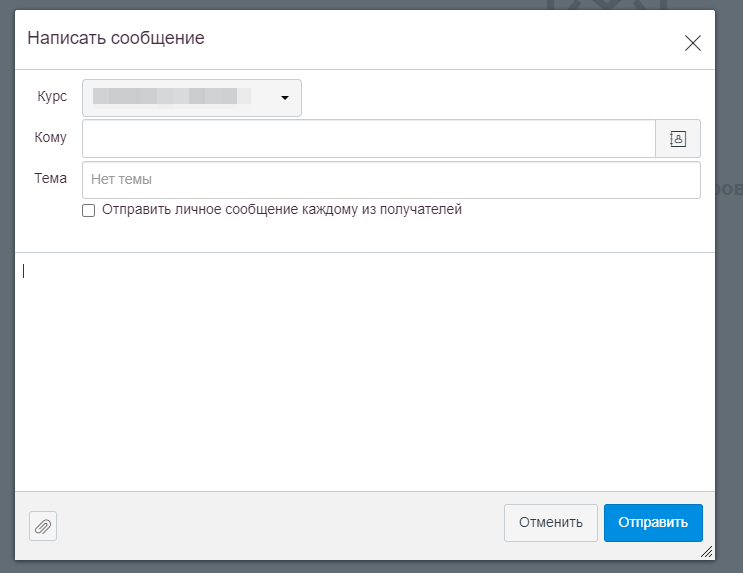 Написать сообщение
Курс
Кому
Тема
Нет темы
Отправить личное сообщение каждому из получателей
Отменить
Отправить